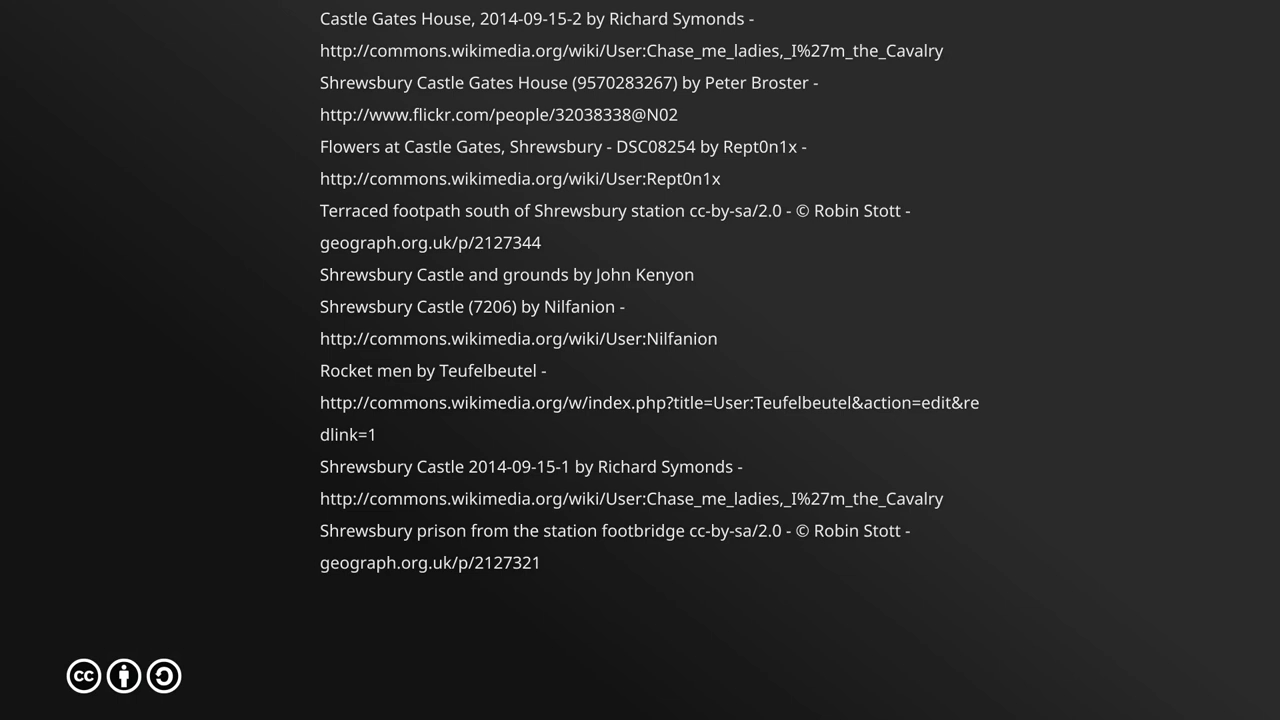 Castle Gates House, 2014-09-15-2 by Richard Symonds -
http://commons.wikimedia.org/wiki/User:Chase_me_ladies,_I%27m_the_Cavalry
Shrewsbury Castle Gates House (9570283267) by Peter Broster -
http://www.flickr.com/people/32038338@N02
Flowers at Castle Gates, Shrewsbury - DSC08254 by Rept0n1x -
http://commons.wikimedia.org/wiki/User:Rept0n1x
Terraced footpath south of Shrewsbury station cc-by-sa/2.0 - © Robin Stott -
geograph.org.uk/p/2127344
Shrewsbury Castle and grounds by John Kenyon
Shrewsbury Castle (7206) by Nilfanion -
http://commons.wikimedia.org/wiki/User:Nilfanion
Rocket men by Teufelbeutel -
http://commons.wikimedia.org/w/index.php?title=User:Teufelbeutel&action=edit&re
dlink=1
Shrewsbury Castle 2014-09-15-1 by Richard Symonds -
http://commons.wikimedia.org/wiki/User:Chase_me_ladies,_I%27m_the_Cavalry
Shrewsbury prison from the station footbridge cc-by-sa/2.0 - © Robin Stott -
geograph.org.uk/p/2127321
cc